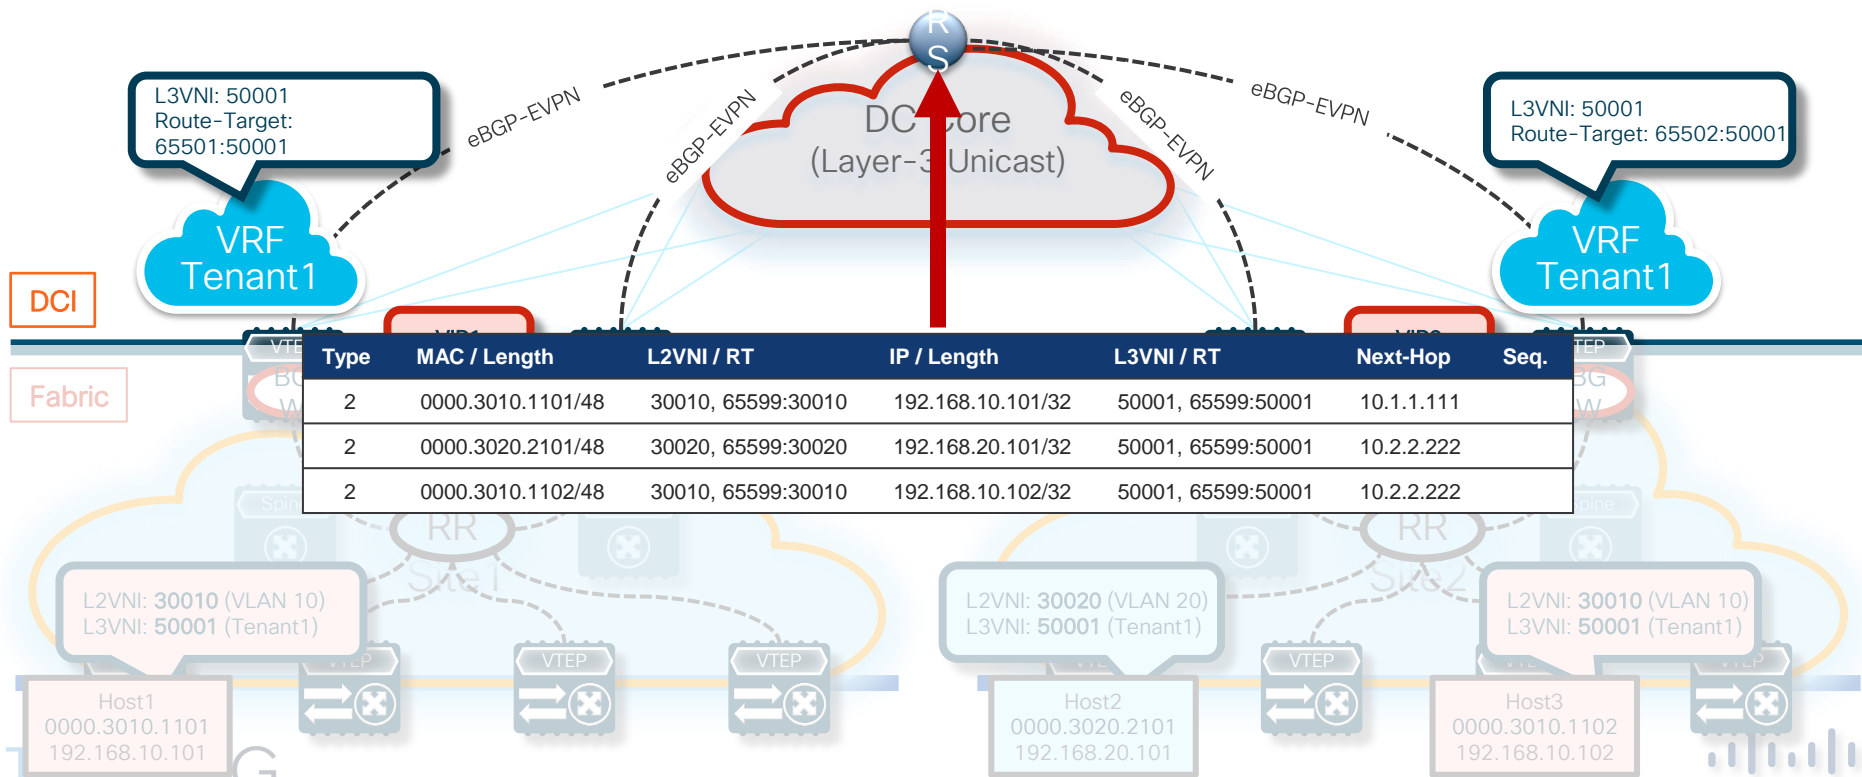 R
S
eBGP-EVPN
eBGP-EVPN
eBGP-EVPN
eBGP-EVPN
L3VNI: 50001
Route-Target:
65501:50001
L3VNI: 50001
Route-Target: 65502:50001
DC Core
(Layer-3 Unicast)
VRF
Tenant1
VRF
Tenant1
DCI
Fabric
Type MAC / Length L2VNI / RT IP / Length L3VNI / RT Next-Hop Seq.
2 0000.3010.1101/48 30010, 65599:30010 192.168.10.101/32 50001, 65599:50001 10.1.1.111
2 0000.3020.2101/48 30020, 65599:30020 192.168.20.101/32 50001, 65599:50001 10.2.2.222
2 0000.3010.1102/48 30010, 65599:30010 192.168.10.102/32 50001, 65599:50001 10.2.2.222
RR
Site1
RR
Site2
L2VNI: 30010 (VLAN 10)
L3VNI: 50001 (Tenant1)
L2VNI: 30020 (VLAN 20)
L3VNI: 50001 (Tenant1)
L2VNI: 30010 (VLAN 10)
L3VNI: 50001 (Tenant1)
VTEP
VTEP
VTEP
VTEP
Host1
0000.3010.1101
192.168.10.101
Host2
0000.3020.2101
192.168.20.101
Host3
0000.3010.1102
192.168.10.102